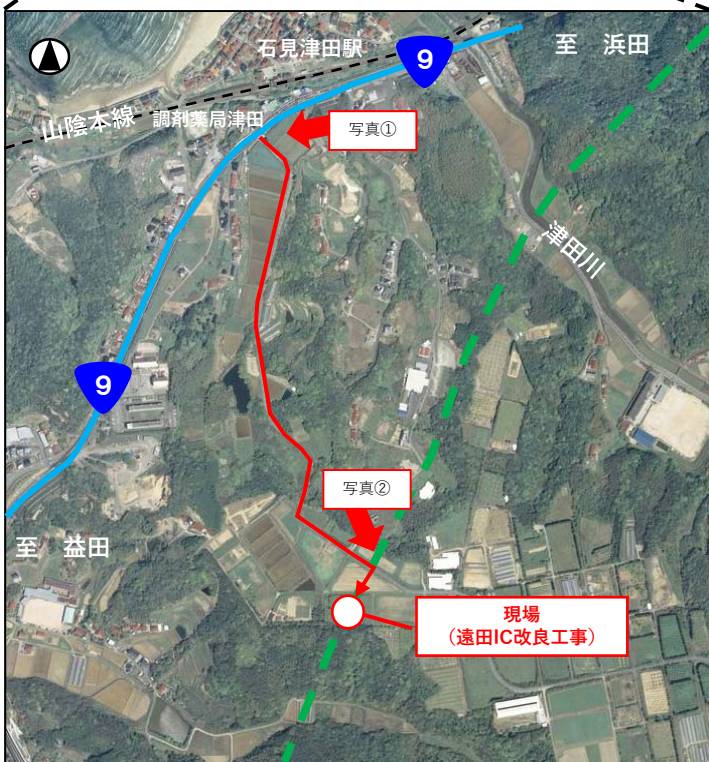 石見津田駅
9
至 浜田
山陰本線
調剤薬局津田
写真①
津田川
9
写真②
至 益田
現場
（遠田IC改良工事）